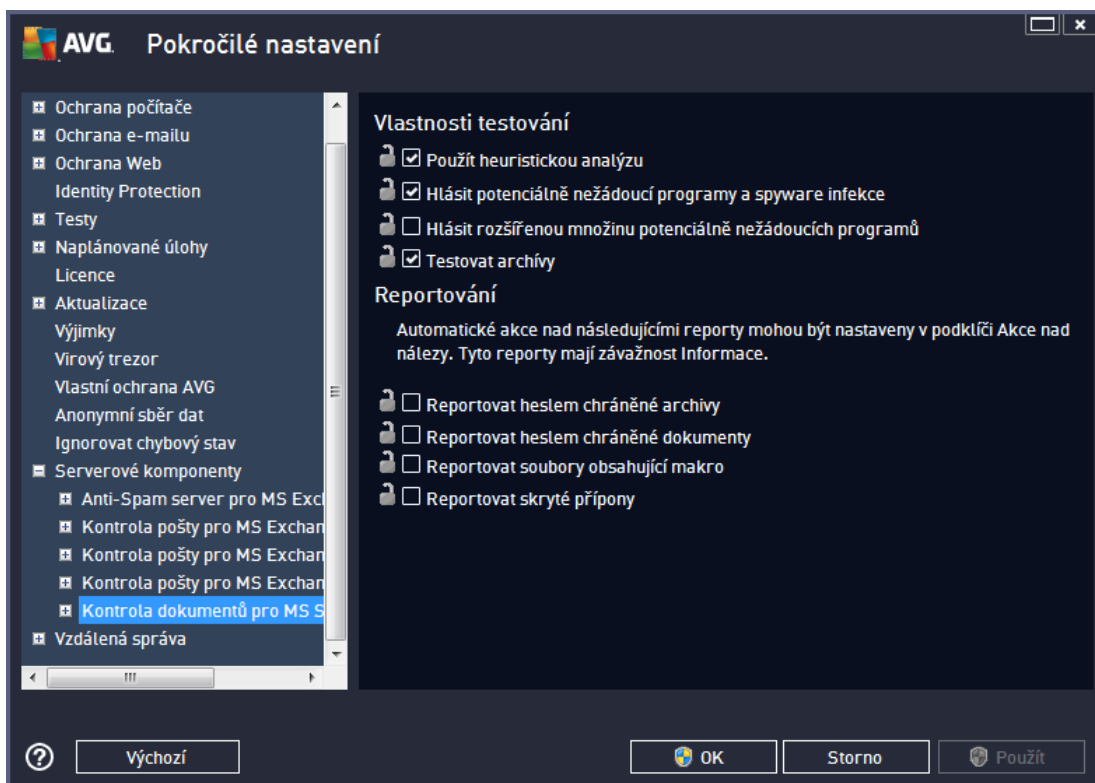 AVG. Pokročilé nastavení
Ochrana počítače
Ochrana e-mailu
Ochrana Web
Identity Protection
Testy
Naplánované úlohy
Licence
Aktualizace
Výjimky
Virový trezor
Vlastní ochrana AVG
Anonymní sběr dat
Ignorovat chybový stav
Serverové komponenty
Anti-Spam server pro MS Excl
Kontrola pošty pro MS Exchan
Kontrola pošty pro MS Exchan
Kontrola pošty pro MS Exchan
Kontrola dokumentů pro MS S
Vzdálená správa
Vlastnosti testování
Použít heuristickou analýzu
Hlásit potenciálně nežádoucí programy a spyware infekce
Hlásit rozšířenou množinu potenciálně nežádoucích programů
Testovat archívy
Reportování
Automatické akce nad následujícími reporty mohou být nastaveny v podklíči Akce nad
nálezy. Tyto reporty mají závažnost Informace.
Reportovat heslem chráněné archivy
Reportovat heslem chráněné dokumenty
Reportovat soubory obsahující makro
Reportovat skryté přípony
Výchozí
OK
Storno
Použít